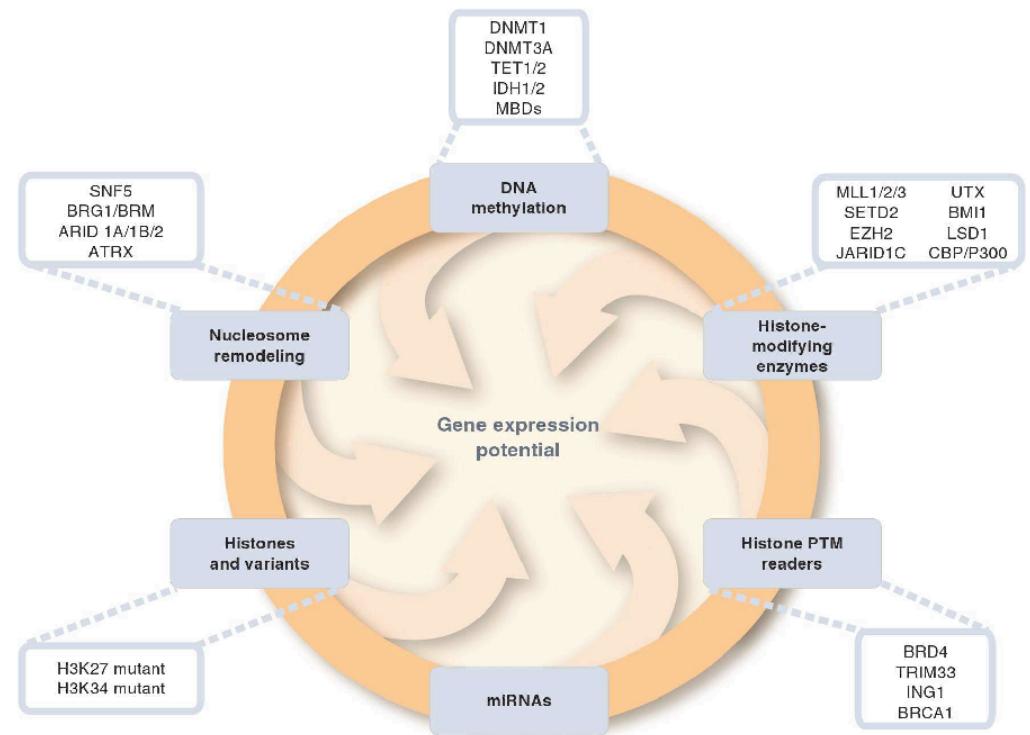 DNMT1
DNMT3A
TET1/2
IDH1/2
MBDs
DNA
methylation
SNF5
BRG1/BRM
ARID 1A/1B/2
ATRX
MLL1/2/3 UTX
SETD2 BMI1
EZH2 LSD1
JARID1C CBP/P300
Nucleosome
remodeling
Histone-
modifying
enzymes
Gene expression
potential
Histones
and variants
Histone PTM
readers
H3K27 mutant
H3K34 mutant
miRNAs
BRD4
TRIM33
ING1
BRCA1